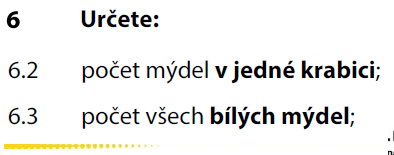 6 Určete:
6.2 počet mýdel v jedné krabici;
6.3 počet všech bílých mýdel;